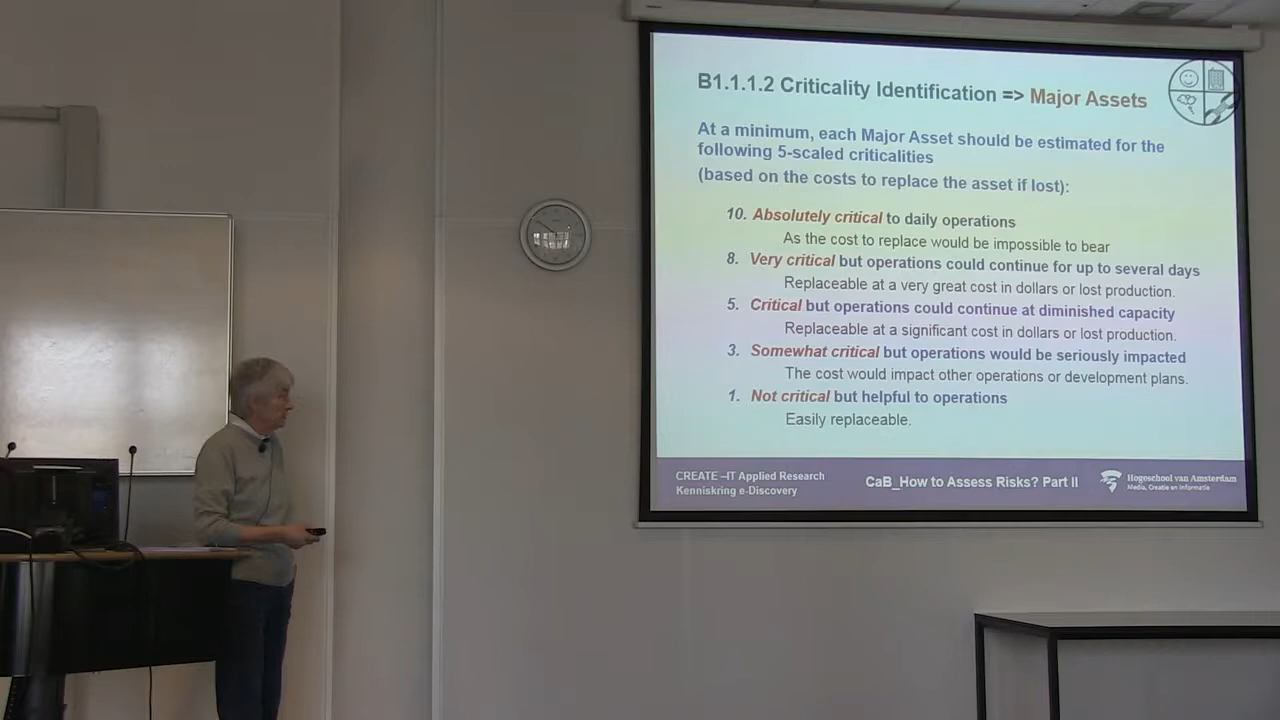 B1.1.1.2 Criticality Identification => Major Assets
At a minimum, each Major Asset should be estimated for the
following 5-scaled criticalities
(based on the costs to replace the asset if lost):
10. Absolutely critical to daily operations
As the cost to replace would be impossible to bear
8. Very critical but operations could continue for up to several days
Replaceable at a very great cost in dollars or lost production.
5. Critical but operations could continue at diminished capacity
Replaceable at a significant cost in dollars or lost production.
3. Somewhat critical but operations would be seriously impacted
The cost would impact other operations or development plans.
1. Not critical but helpful to operations
Easily replaceable.
CREATE –IT Applied Research
Kenniskring e-Discovery
CaB_How to Assess Risks? Part II
Hogeschool van Amsterdam
Media, Creatie en Informatie